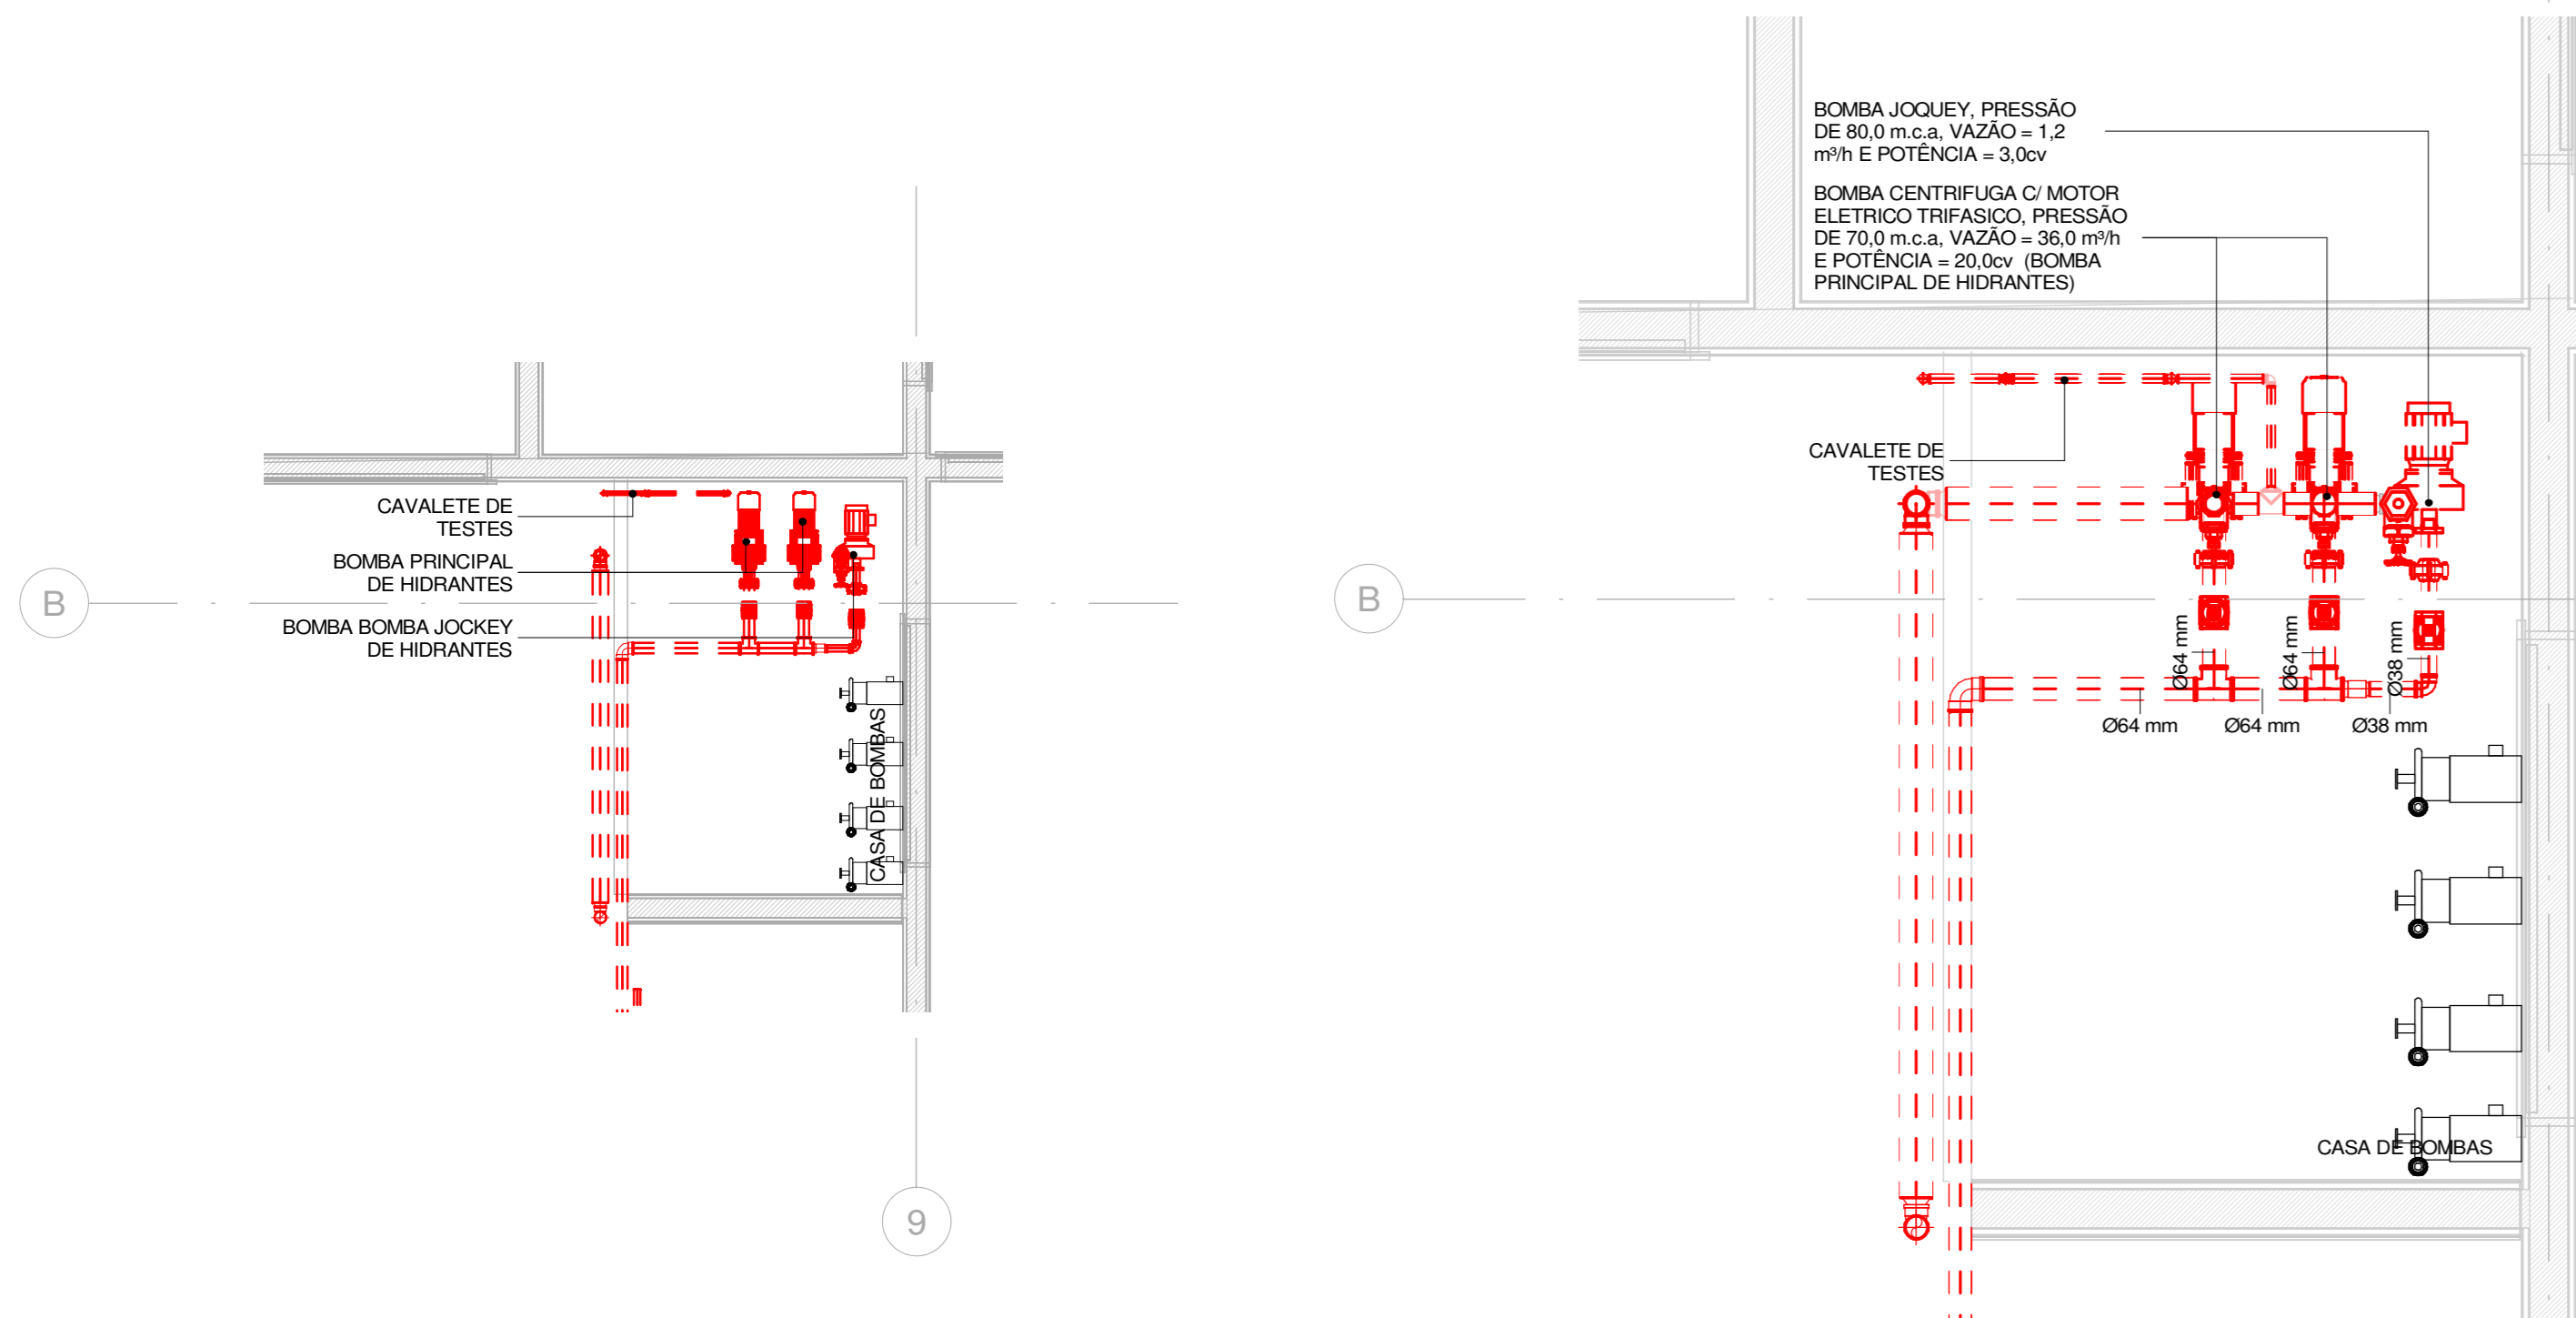 CAVALETE DE
TESTES
BOMBA PRINCIPAL
DE HIDRANTES
BOMBA BOMBA JOCKEY
DE HIDRANTES
CASA DE BOMBAS
B
9
BOMBA JOQUEY, PRESSÃO
DE 80,0 m.c.a, VAZÃO = 1,2
m³/h E POTÊNCIA = 3,0cv
BOMBA CENTRIFUGA C/ MOTOR
ELETRICO TRIFASICO, PRESSÃO
DE 70,0 m.c.a, VAZÃO = 36,0 m³/h
E POTÊNCIA = 20,0cv (BOMBA
PRINCIPAL DE HIDRANTES)
CAVALETE DE
TESTES
B
Ø64 mm
Ø64 mm
Ø38 mm
Ø64 mm
Ø64 mm
Ø38 mm
CASA DE BOMBAS